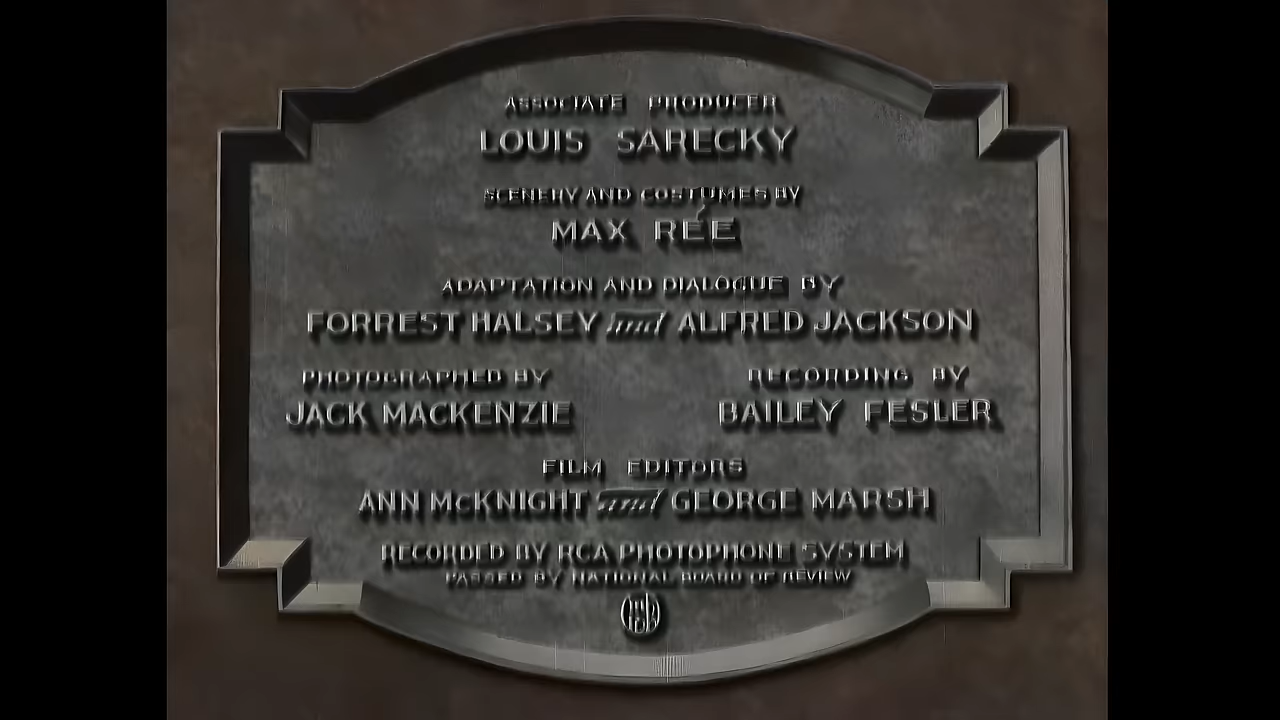 ASSOCIATE PRODUCER
LOUIS SARECKY
SCENERY AND COSTUMES BY
MAX RÉE
ADAPTATION AND DIALOGUE BY
FORREST HALSEY and ALFRED JACKSON
PHOTOGRAPHED BY
JACK MACKENZIE
RECORDING BY
BAILEY FESLER
FILM EDITORS
ANN McKNIGHT and GEORGE MARSH
RECORDED BY RCA PHOTOPHONE SYSTEM
PASSED BY NATIONAL BOARD OF REVIEW